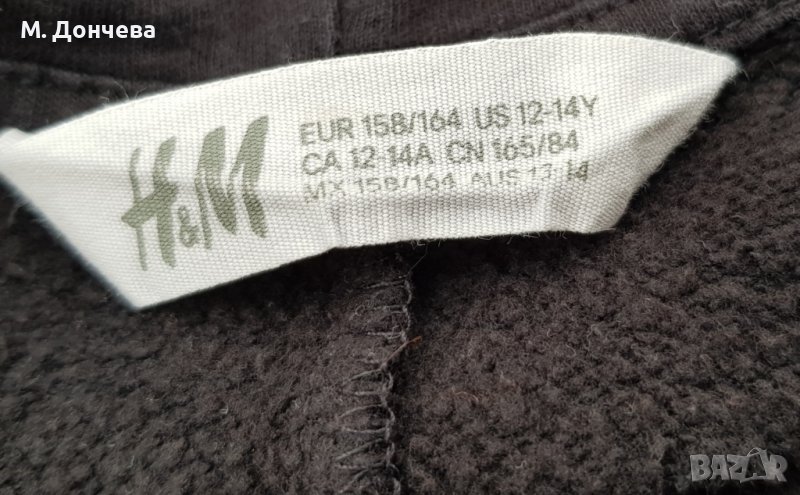 М. Дончева
H&M
EUR 158/164 US 12-14Y
CA 12-14A CN 165/84
MX 158/164 AUS 13-14
BAZAR